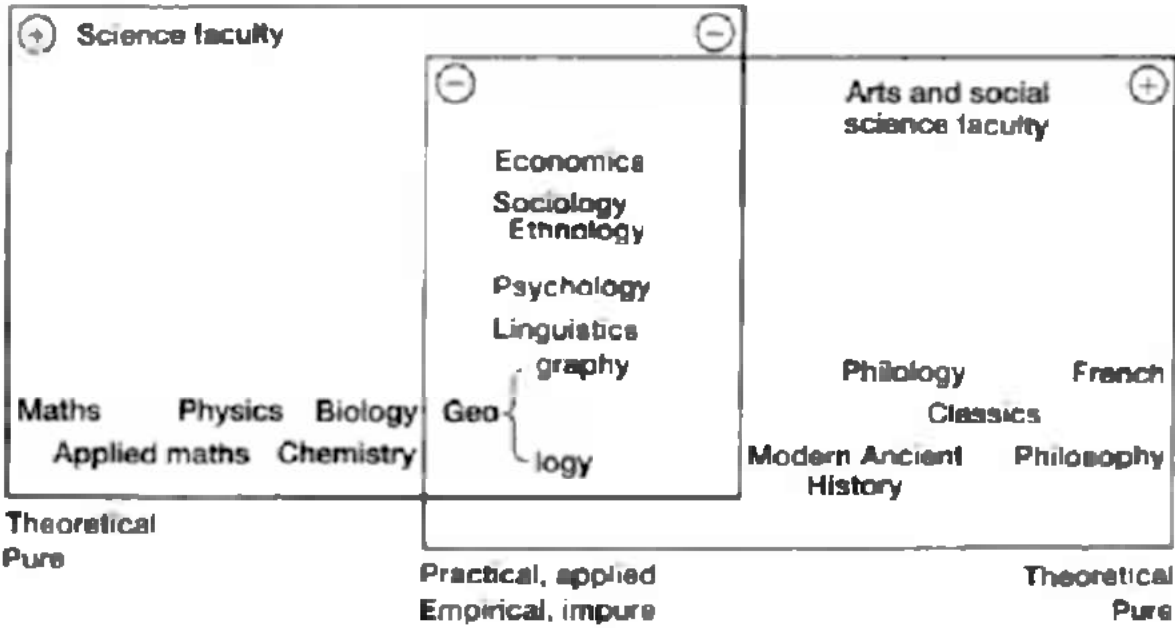 Science faculty
Arts and social
science faculty
Economics
Sociology
Ethnology
Psychology
Linguistics
graphy
Geo
logy
Maths Physics Biology
Applied maths Chemistry
Philology French
Classics
Modern Ancient Philosophy
History
Theoretical
Pure
Practical, applied
Empirical, impure
Theoretical
Pure